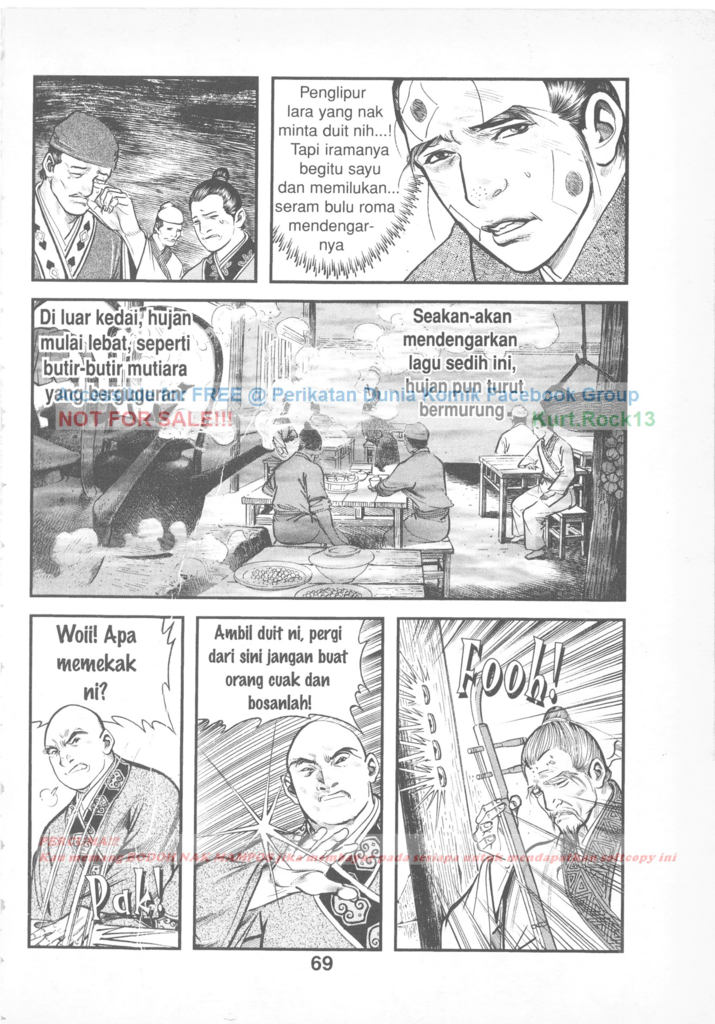 Penglipur
lara yang nak
minta duit nih...!
Tapi iramanya
begitu sayu
dan memilukan...
seram bulu roma
mendengar-
nya
Di luar kedai, hujan
mulai lebat, seperti
butir-butir mutiara
yang berguguran.
Seakan-akan
mendengarkan
lagu sedih ini,
hujan pun turut
bermurung.
FREE @ Perikatan Dunia Komik Facebook Group
NOT FOR SALE!!!
Kurt.Rock13
Woii! Apa
memekak
ni?
Pak!
Ambil duit ni, pergi
dari sini jangan buat
orang cuak dan
bosanlah!
Fooh!
69